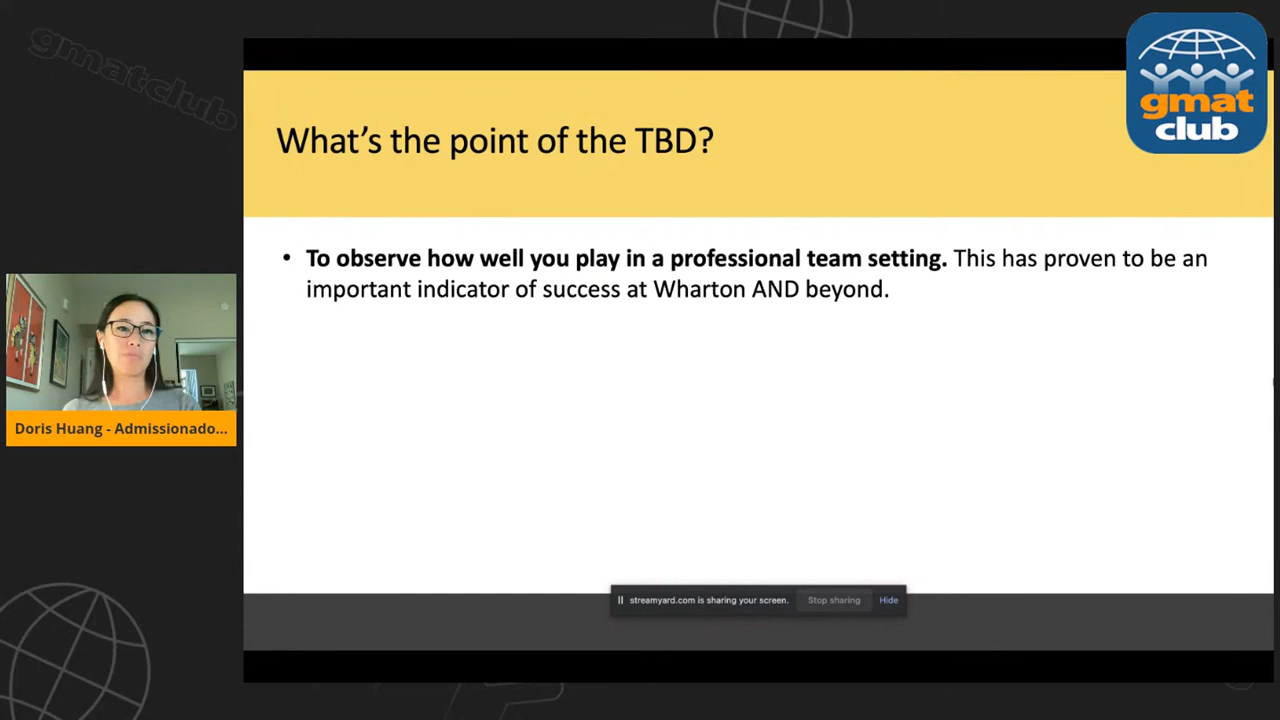 gmatclub
gmat
club
What's the point of the TBD?
• To observe how well you play in a professional team setting. This has proven to be an
important indicator of success at Wharton AND beyond.
Doris Huang - Admissionado...
streamyard.com is sharing your screen.
Stop sharing
Hide